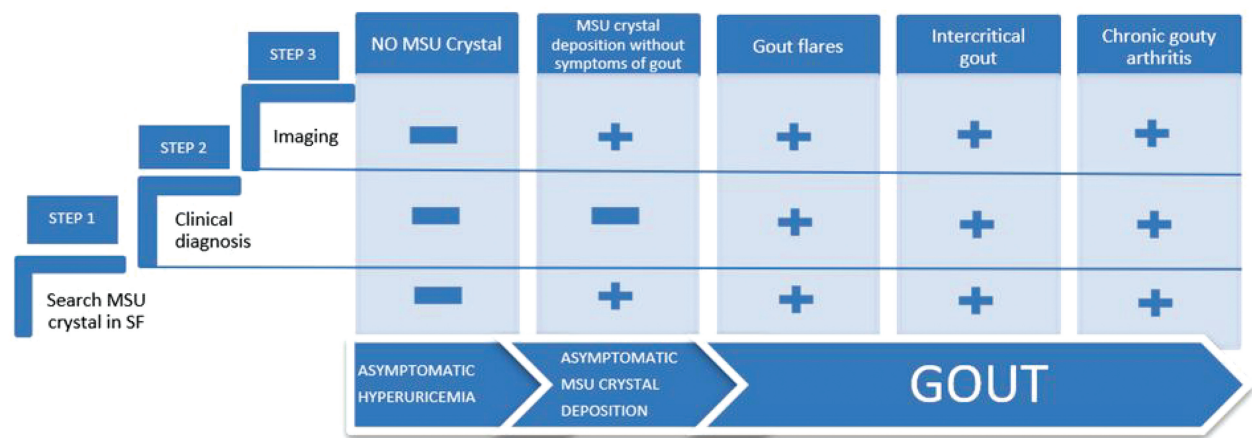 STEP 3
NO MSU Crystal
MSU crystal
deposition without
symptoms of gout
Gout flares
Intercritical
gout
Chronic gouty
arthritis
Imaging
STEP 2
Clinical
diagnosis
STEP 1
Search MSU
crystal in SF
ASYMPTOMATIC
HYPERURICEMIA
ASYMPTOMATIC
MSU CRYSTAL
DEPOSITION
GOUT